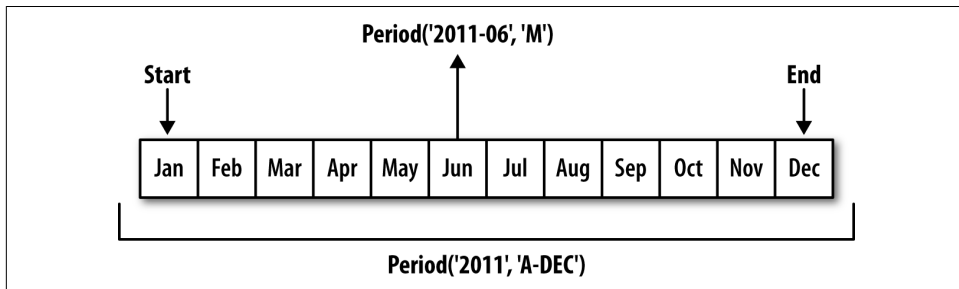 Period('2011-06', 'M')
Start End
Jan Feb Mar Apr May Jun Jul Aug Sep Oct Nov Dec
Period('2011', 'A-DEC')